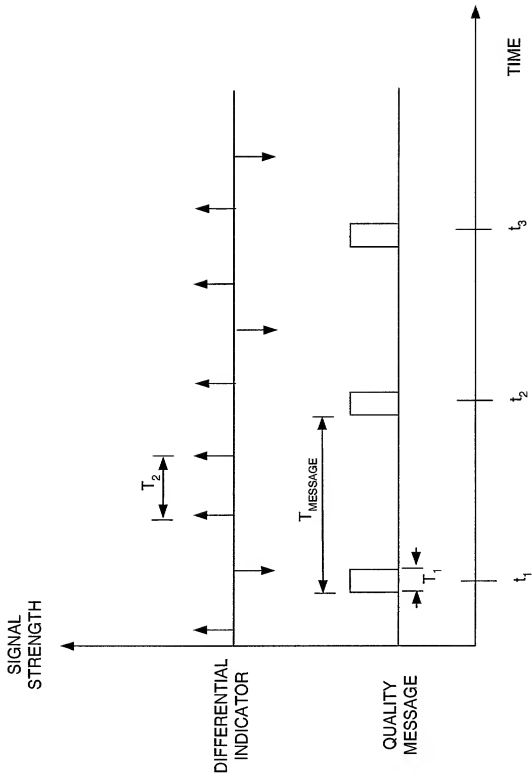 SIGNAL
STRENGTH
DIFFERENTIAL
INDICATOR
T2
TMESSAGE
QUALITY
MESSAGE
T1
t1
t2
t3
TIME